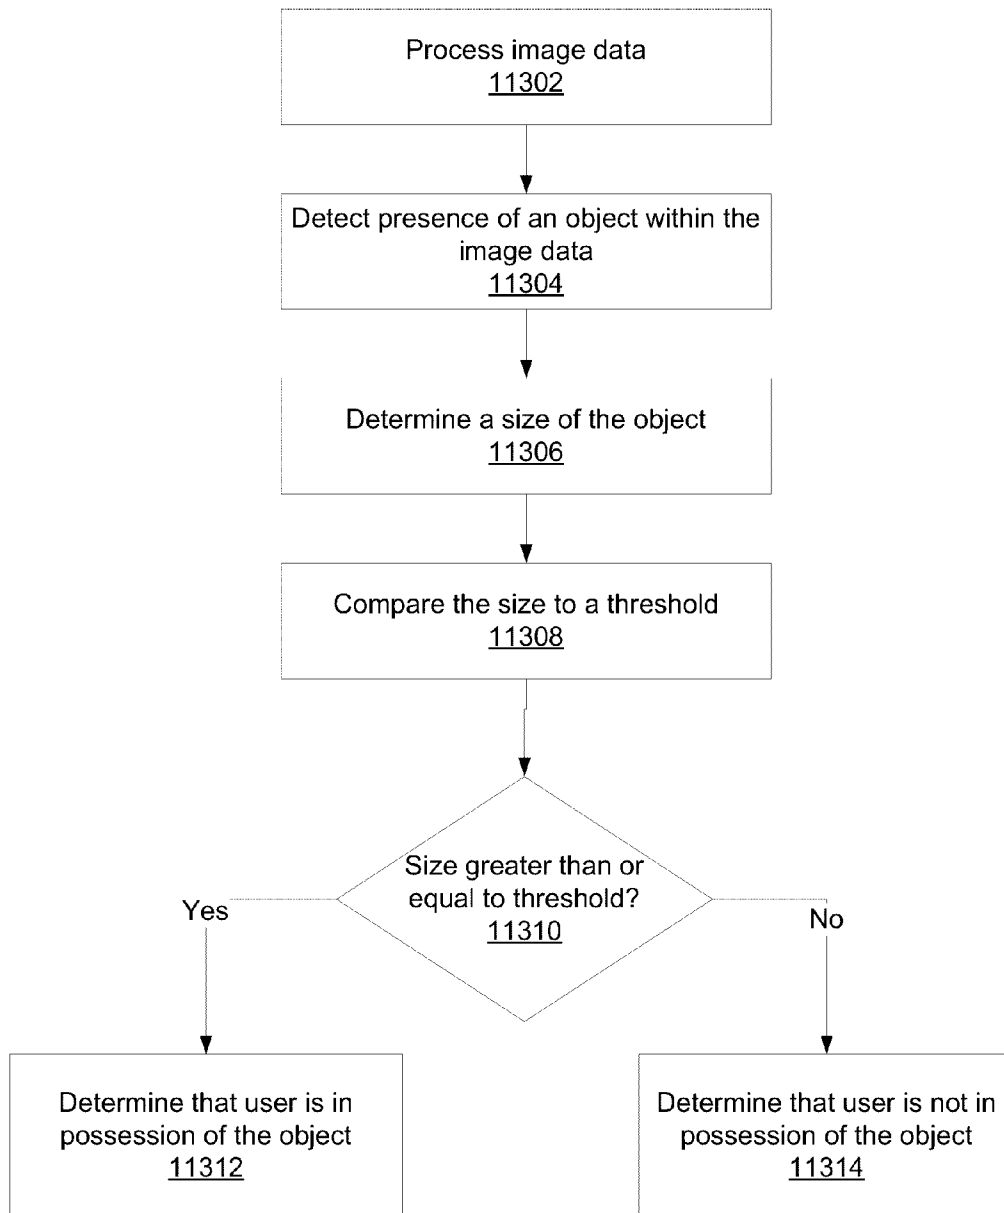 Process image data
11302
Detect presence of an object within the
image data
11304
Determine a size of the object
11306
Compare the size to a threshold
11308
Size greater than or
equal to threshold?
11310
Yes
No
Determine that user is in
possession of the object
11312
Determine that user is not in
possession of the object
11314